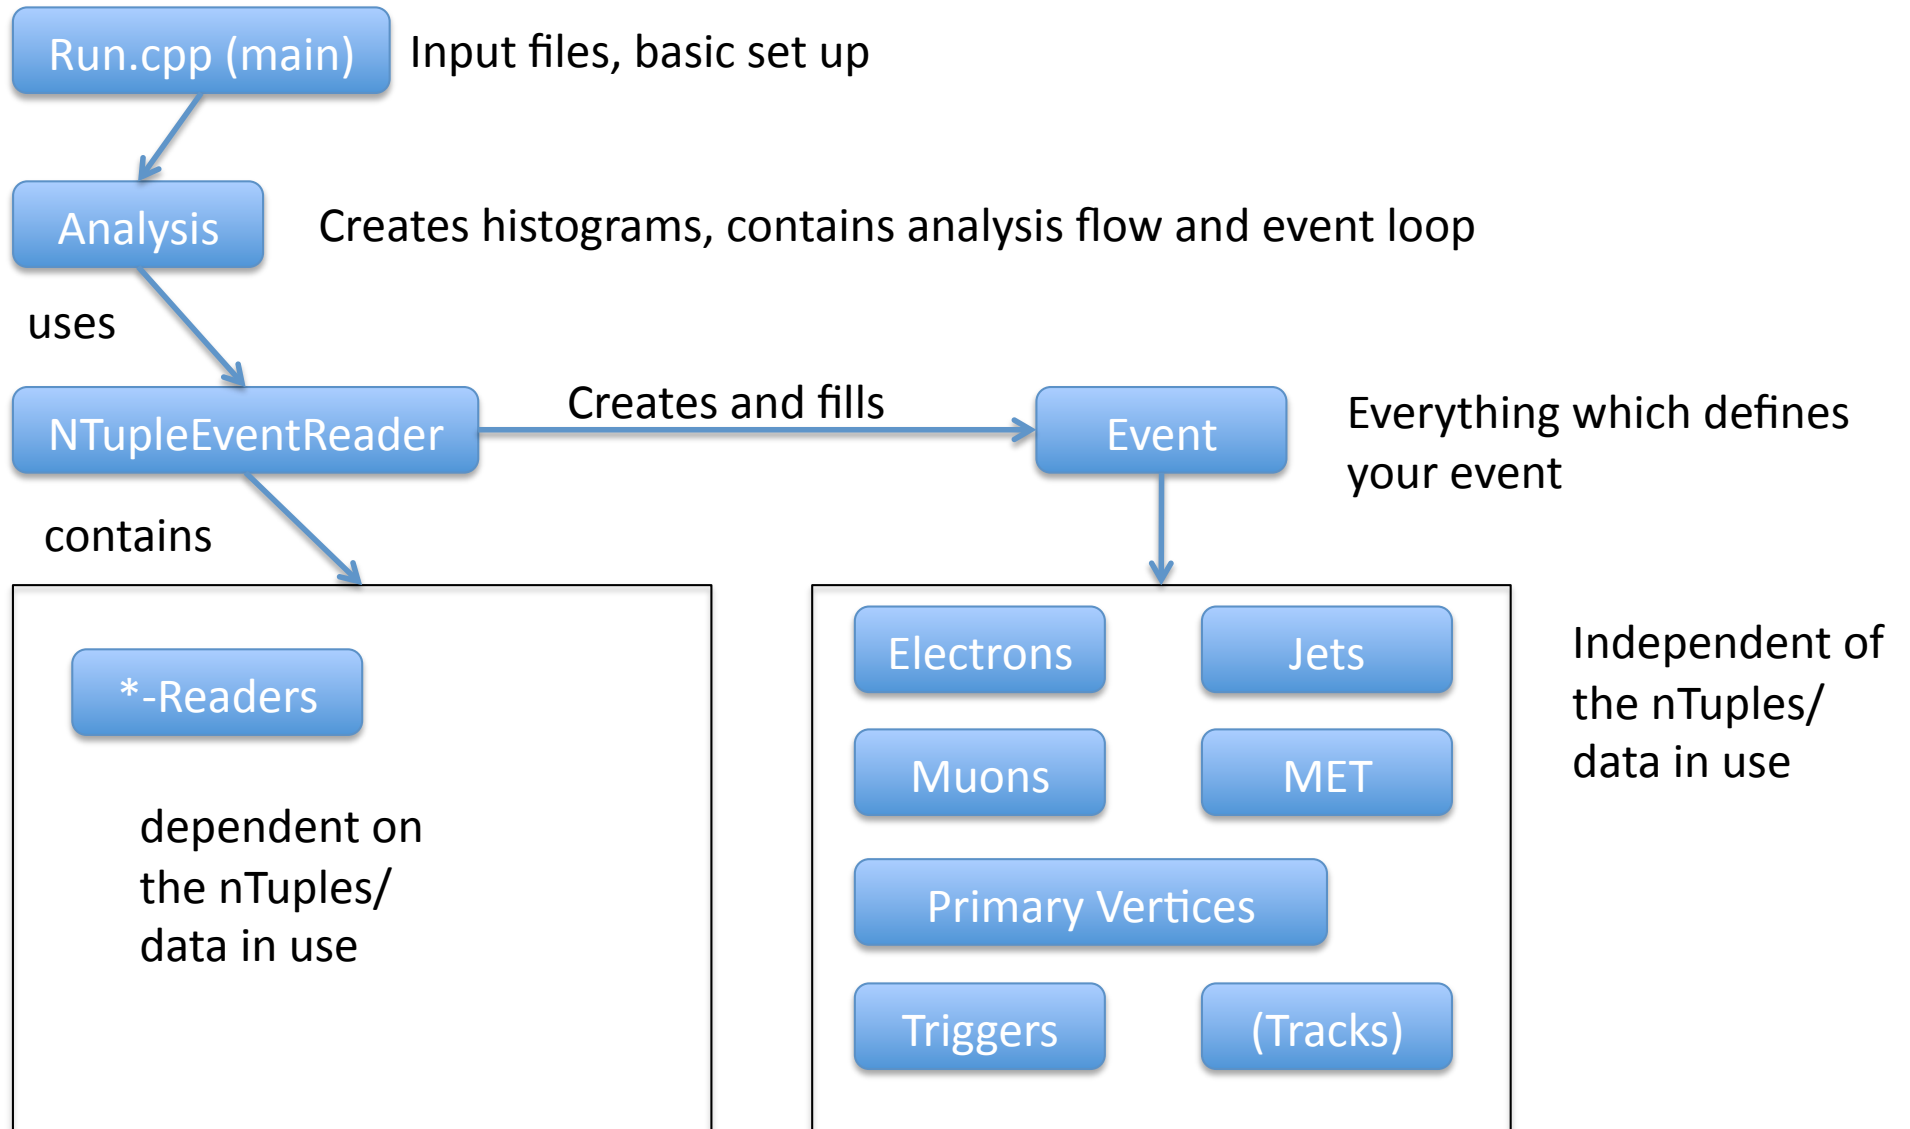 Run.cpp (main)
Input files, basic set up
Analysis
Creates histograms, contains analysis flow and event loop
uses
NTupleEventReader
Creates and fills
Event
Everything which defines
your event
contains
*-Readers
dependent on
the nTuples/
data in use
Electrons
Jets
Muons
MET
Primary Vertices
Triggers
(Tracks)
Independent of
the nTuples/
data in use